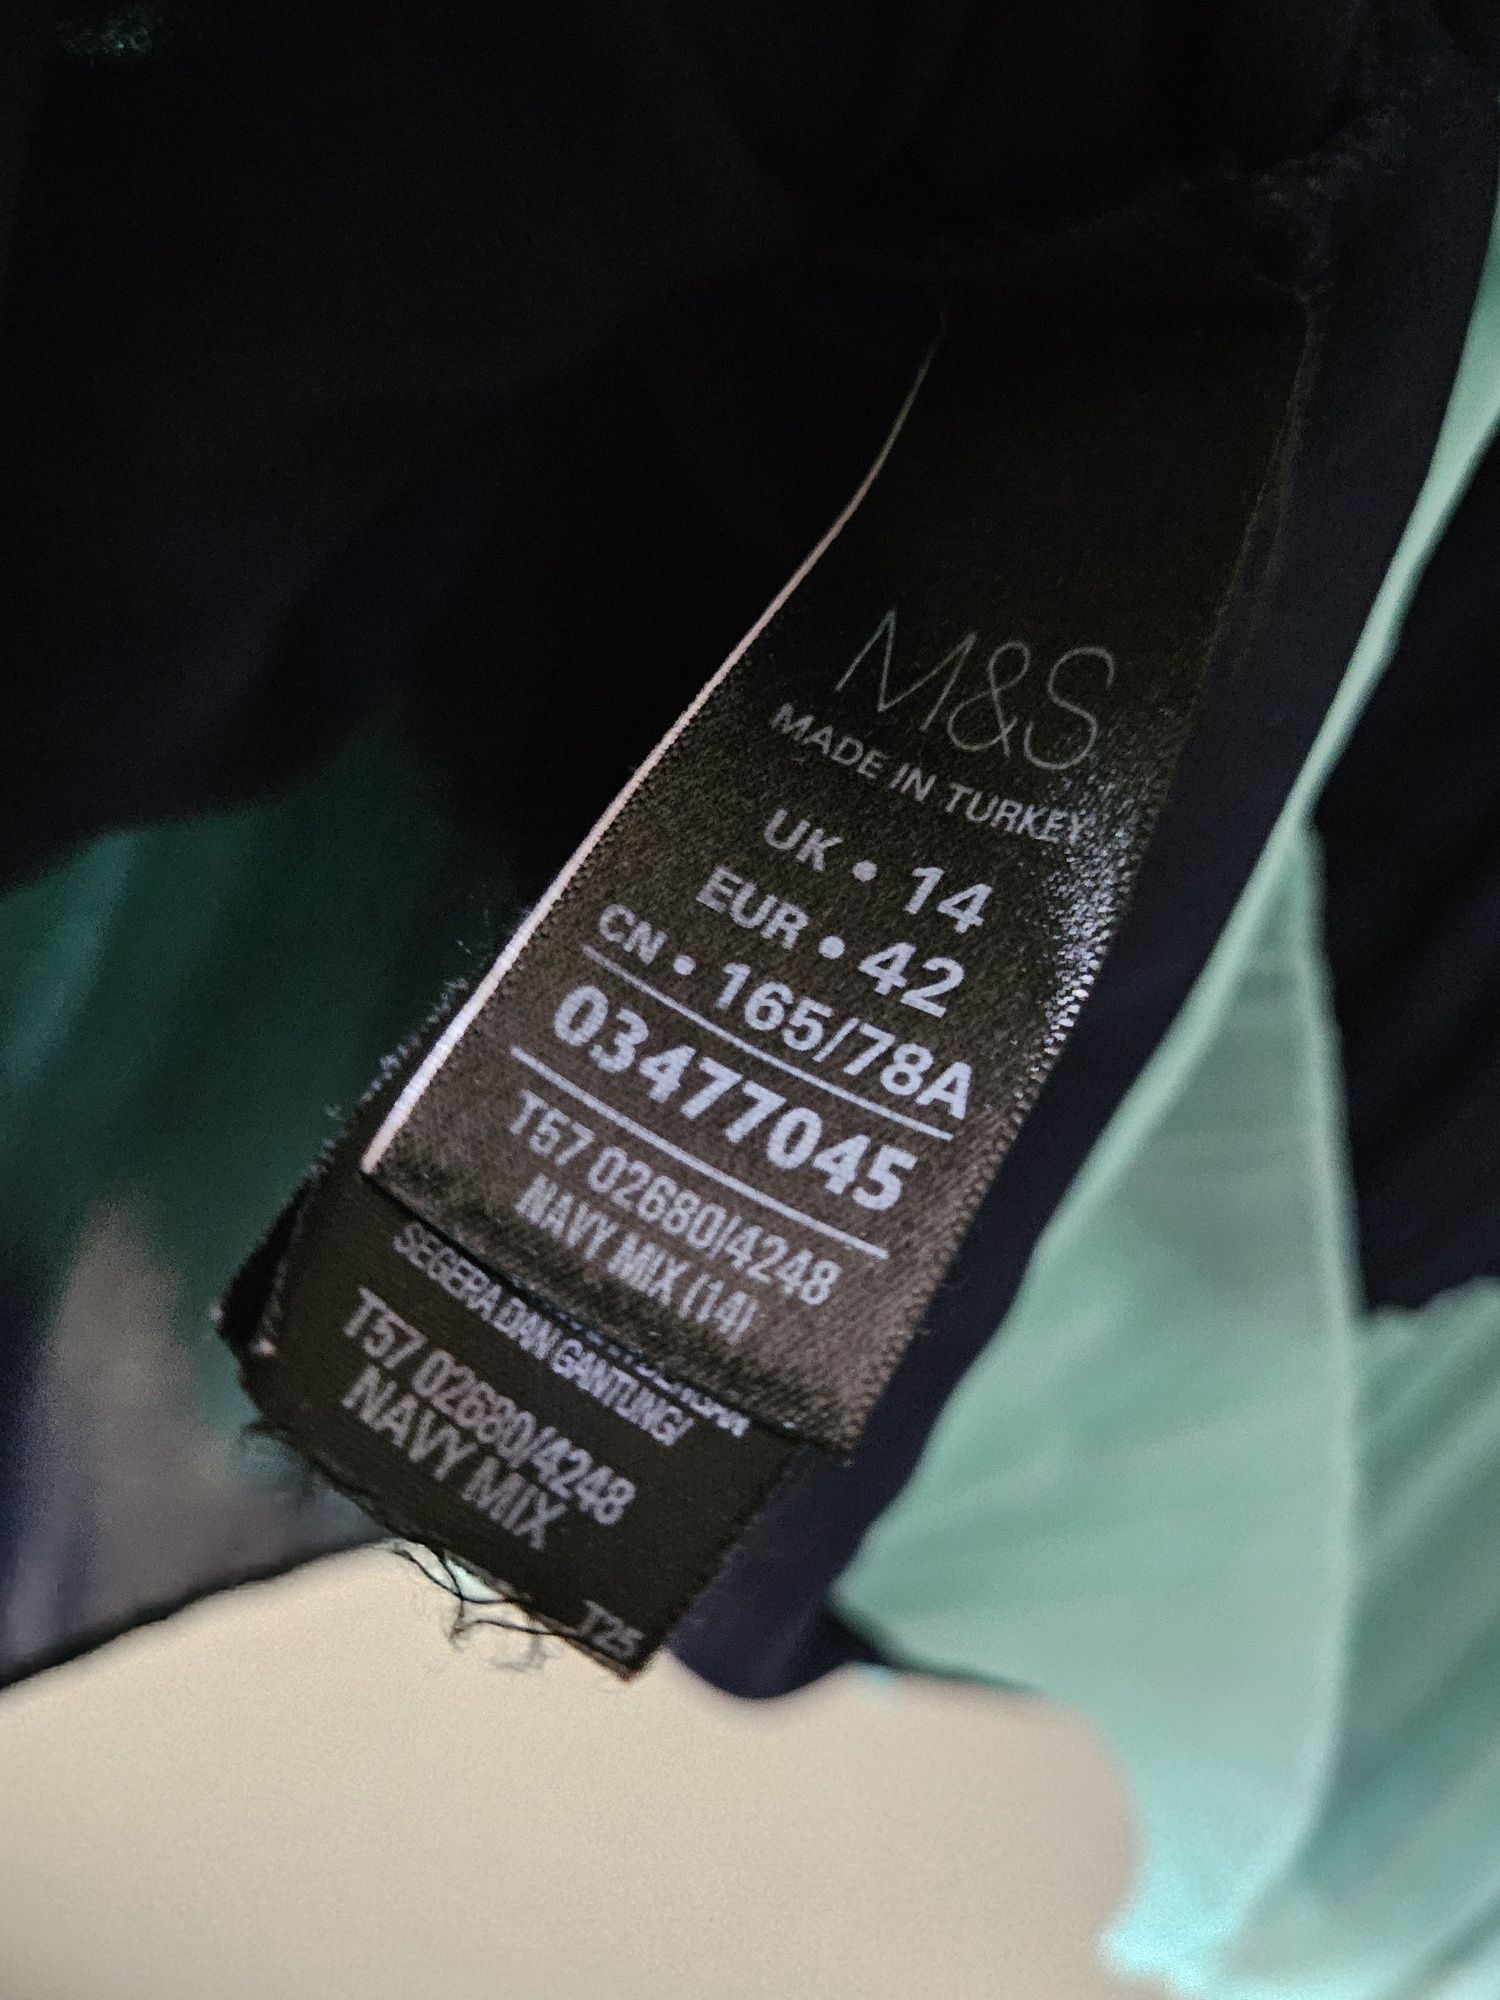 M&S
MADE IN TURKEY
UK • 14
EUR • 42
CN • 165/78A
03477045
T57 02680/4248
NAVY MIX (14)
SEGERA DAN GANTUNG/
T57 02680/4248
NAVY MIX
T25